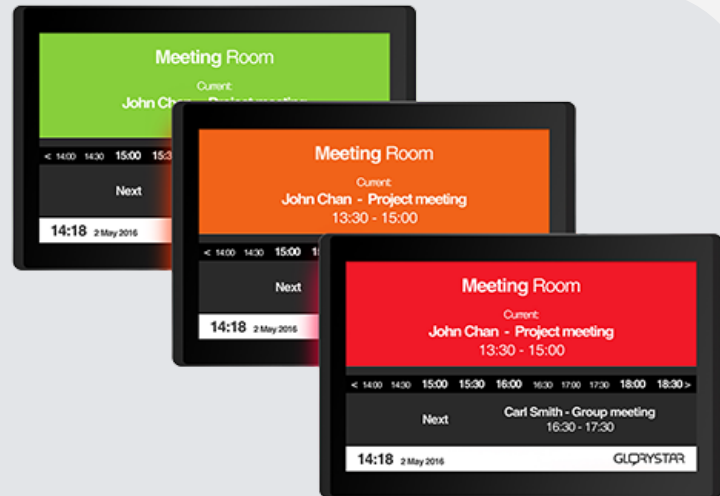 Meeting Room
Current:
John Ch
< 14:00 14:30 15:00 15:3
Next
14:18 2 May 2016
Meeting Room
Current:
John Chan - Project meeting
13:30 - 15:00
< 14:00 14:30 15:00 1
Next
14:18 2 May 2016
Meeting Room
Current:
John Chan - Project meeting
13:30 - 15:00
< 14:00 14:30 15:00 15:30 16:00 16:30 17:00 17:30 18:00 18:30 >
Next
Carl Smith - Group meeting
16:30 - 17:30
14:18 2 May 2016 GLORYSTAR